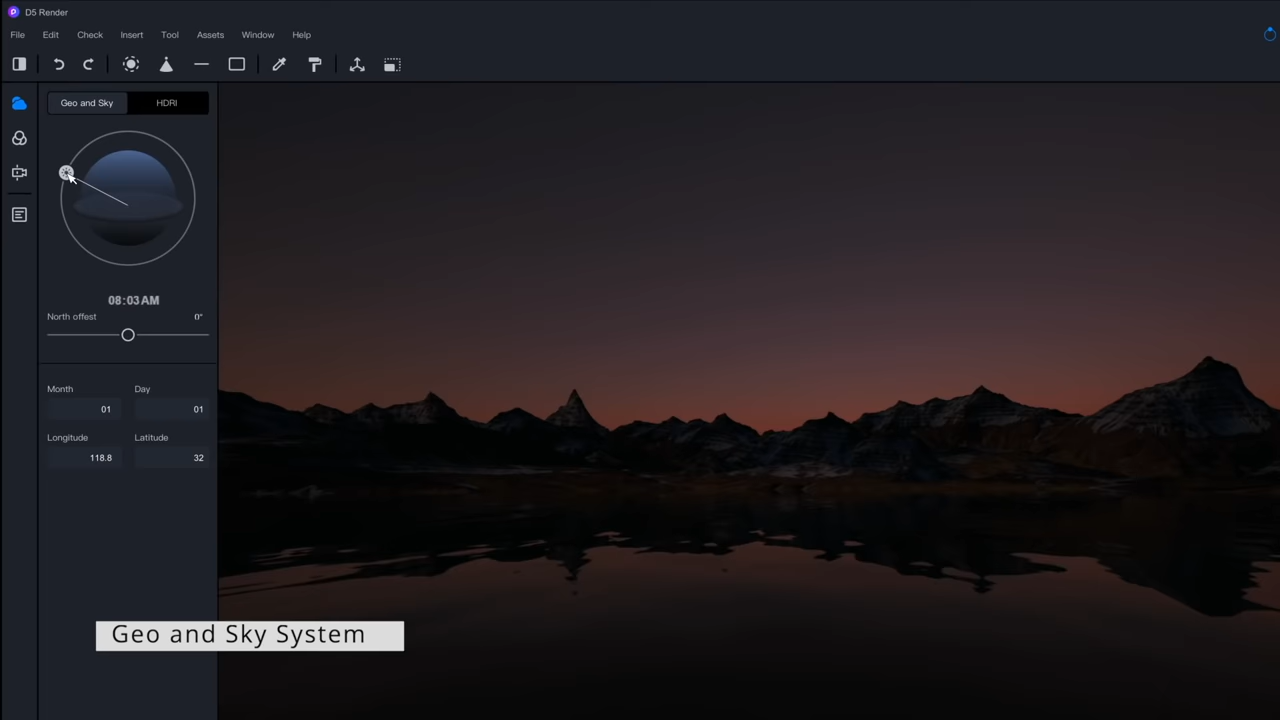 D5 Render
File Edit Check Insert Tool Assets Window Help
Geo and Sky HDRI
08:03 AM
North offest 0°
Month Day
01 01
Longitude Latitude
118.8 32
Geo and Sky System